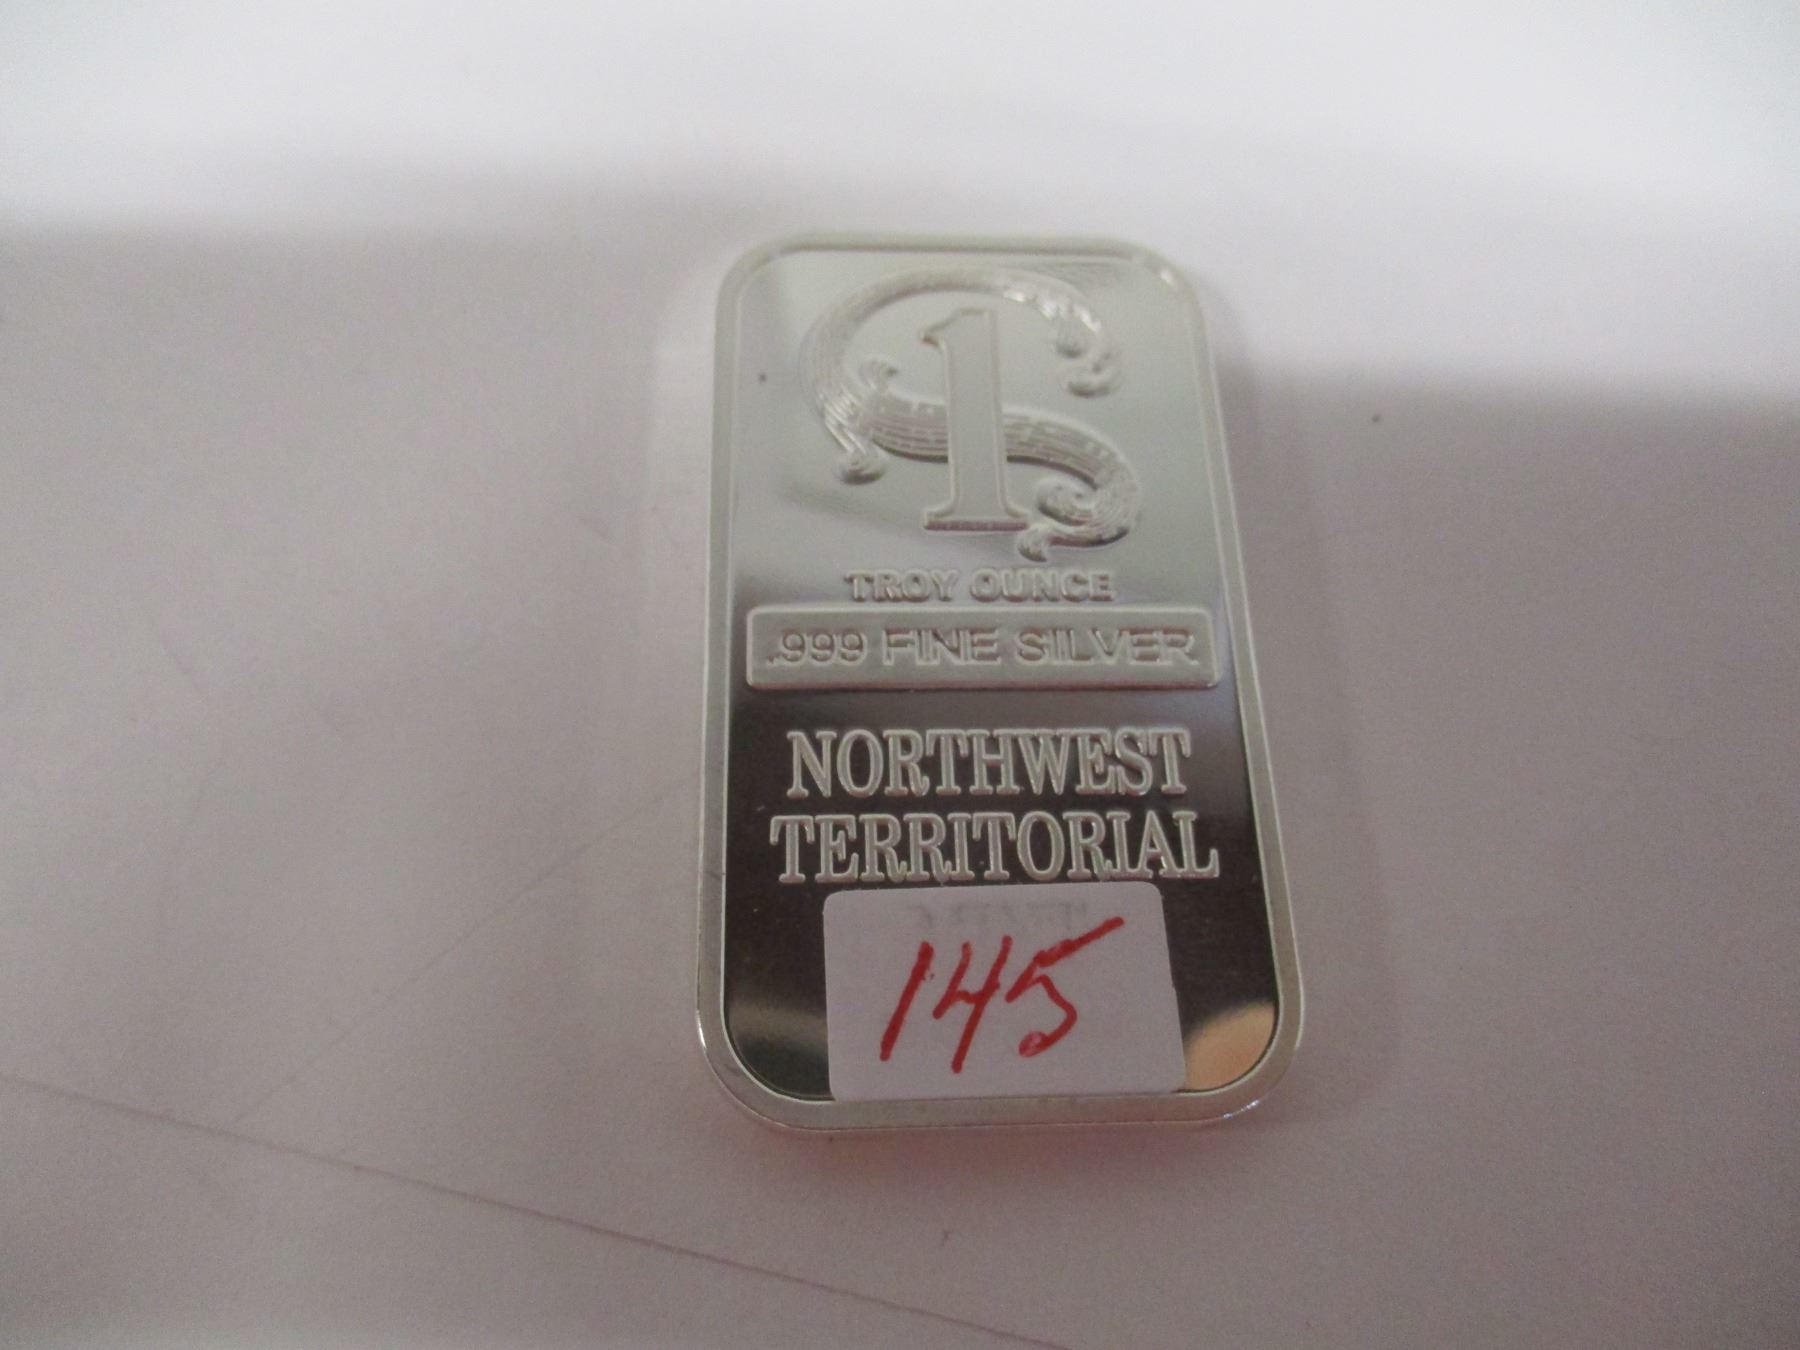 1
TROY OUNCE
.999 FINE SILVER
NORTHWEST
TERRITORIAL
145